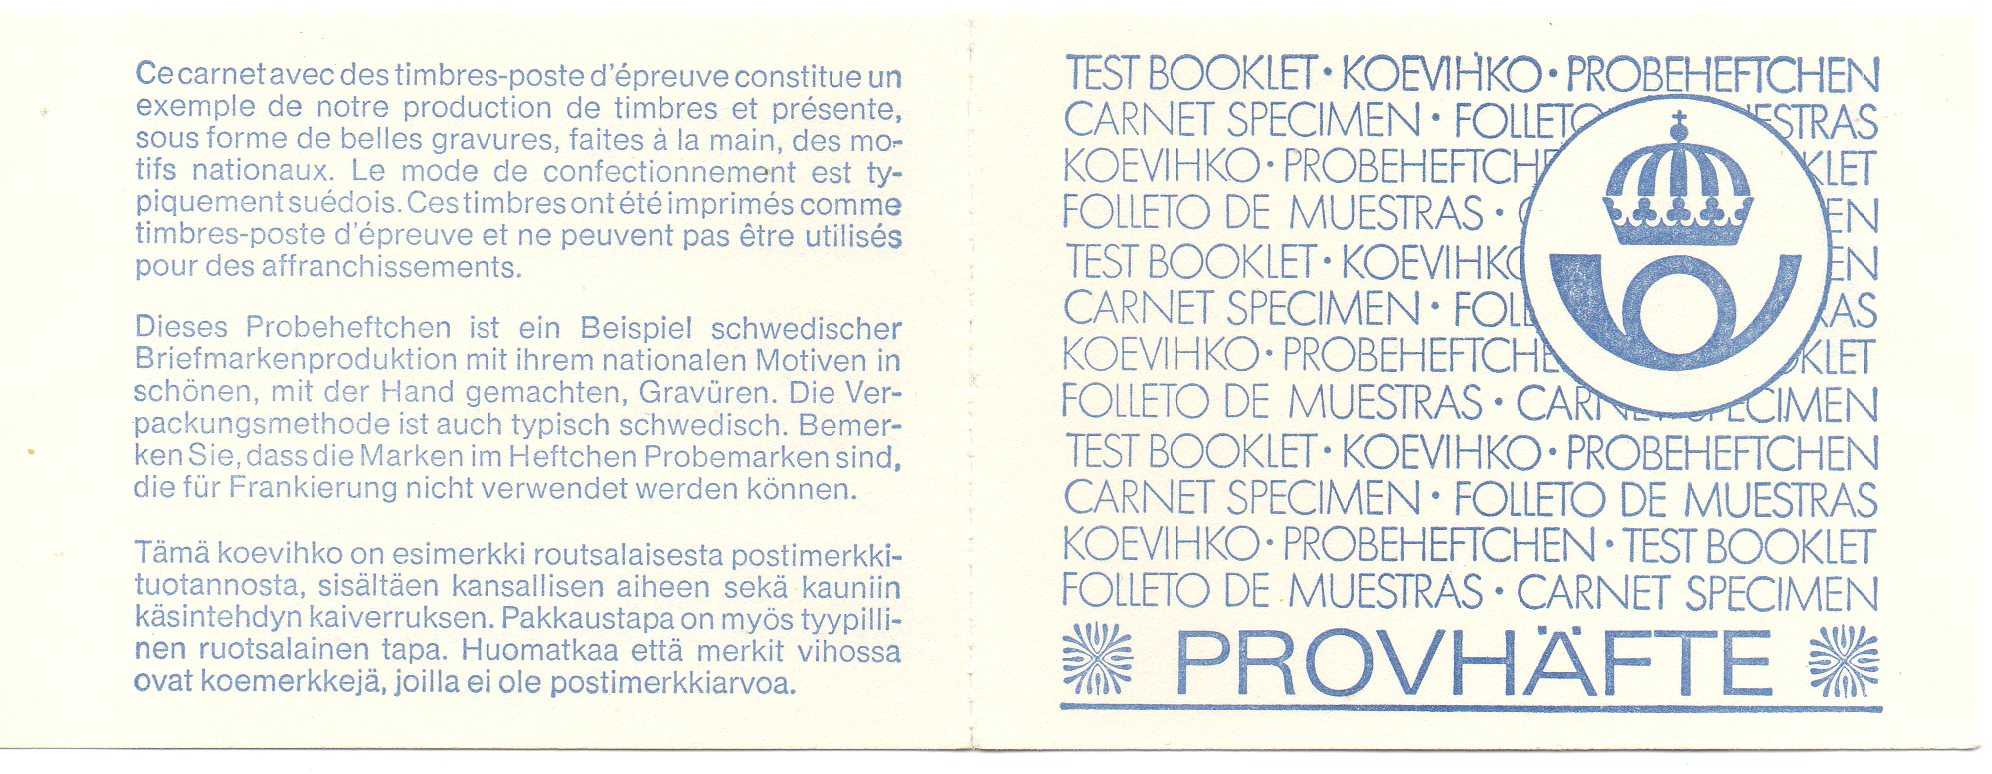 Ce carnet avec des timbres-poste d'épreuve constitue un
exemple de notre production de timbres et présente,
sous forme de belles gravures, faites à la main, des mo-
tifs nationaux. Le mode de confectionnement est ty-
piquement suédois. Ces timbres ont été imprimés comme
timbres-poste d'épreuve et ne peuvent pas être utilisés
pour des affranchissements.
Dieses Probeheftchen ist ein Beispiel schwedischer
Briefmarkenproduktion mit ihrem nationalen Motiven in
schönen, mit der Hand gemachten, Gravüren. Die Ver-
packungsmethode ist auch typisch schwedisch. Bemer-
ken Sie, dass die Marken im Heftchen Probemarken sind,
die für Frankierung nicht verwendet werden können.
Tämä koevihko on esimerkki routsalaisesta postimerkki-
tuotannosta, sisältäen kansallisen aiheen sekä kauniin
käsintehdyn kaiverruksen. Pakkaustapa on myös tyypilli-
nen ruotsalainen tapa. Huomatkaa että merkit vihossa
ovat koemerkkejä, joilla ei ole postimerkkiarvoa.
TEST BOOKLET • KOEVIHKO • PROBEHEFTCHEN
CARNET SPECIMEN • FOLLETO ESTRAS
KOEVIHKO • PROBEHEFTCH KLET
FOLLETO DE MUESTRAS • EN
TEST BOOKLET • KOEVIHKO EN
CARNET SPECIMEN • FOLL RAS
KOEVIHKO • PROBEHEFTCH KLET
FOLLETO DE MUESTRAS • CARNET SPECIMEN
TEST BOOKLET • KOEVIHKO • PROBEHEFTCHEN
CARNET SPECIMEN • FOLLETO DE MUESTRAS
KOEVIHKO • PROBEHEFTCHEN • TEST BOOKLET
FOLLETO DE MUESTRAS • CARNET SPECIMEN
PROVHÄFTE